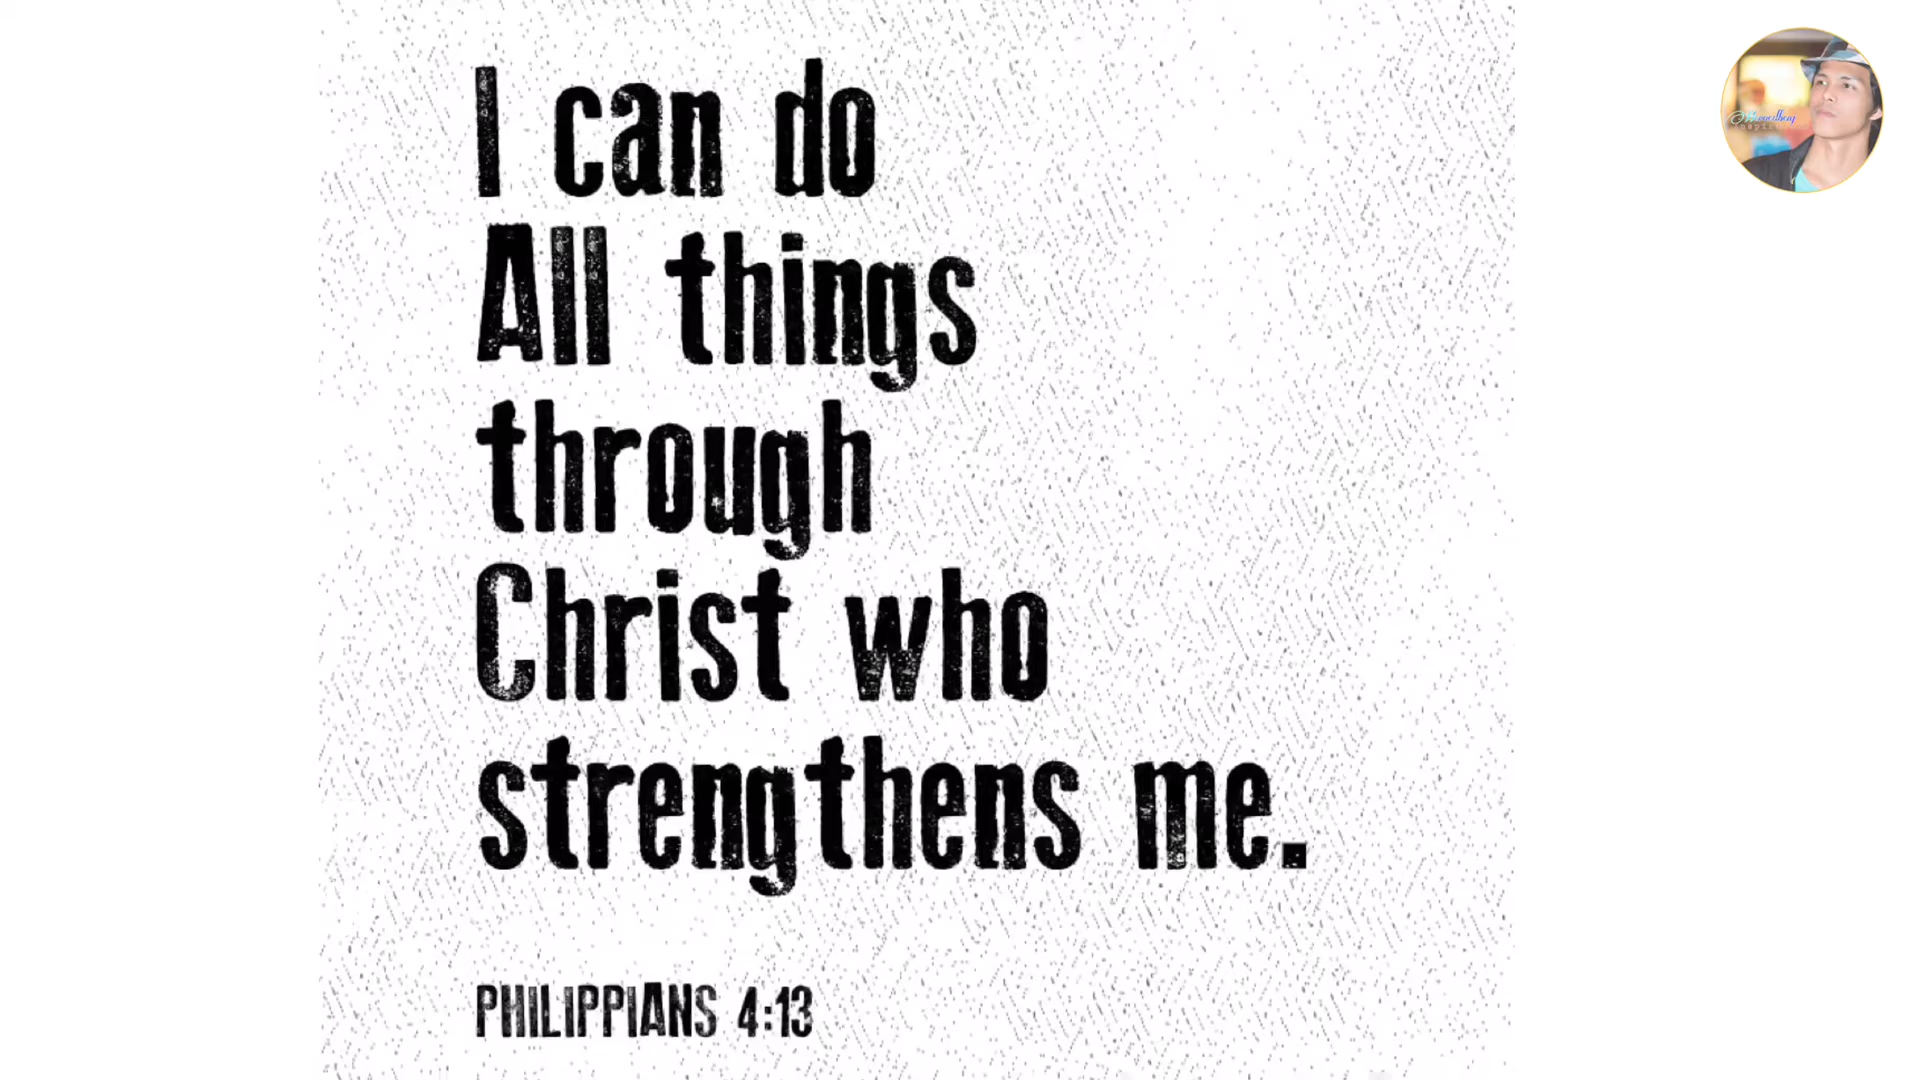 I can do
All things
through
Christ who
strengthens me.
PHILIPPIANS 4:13